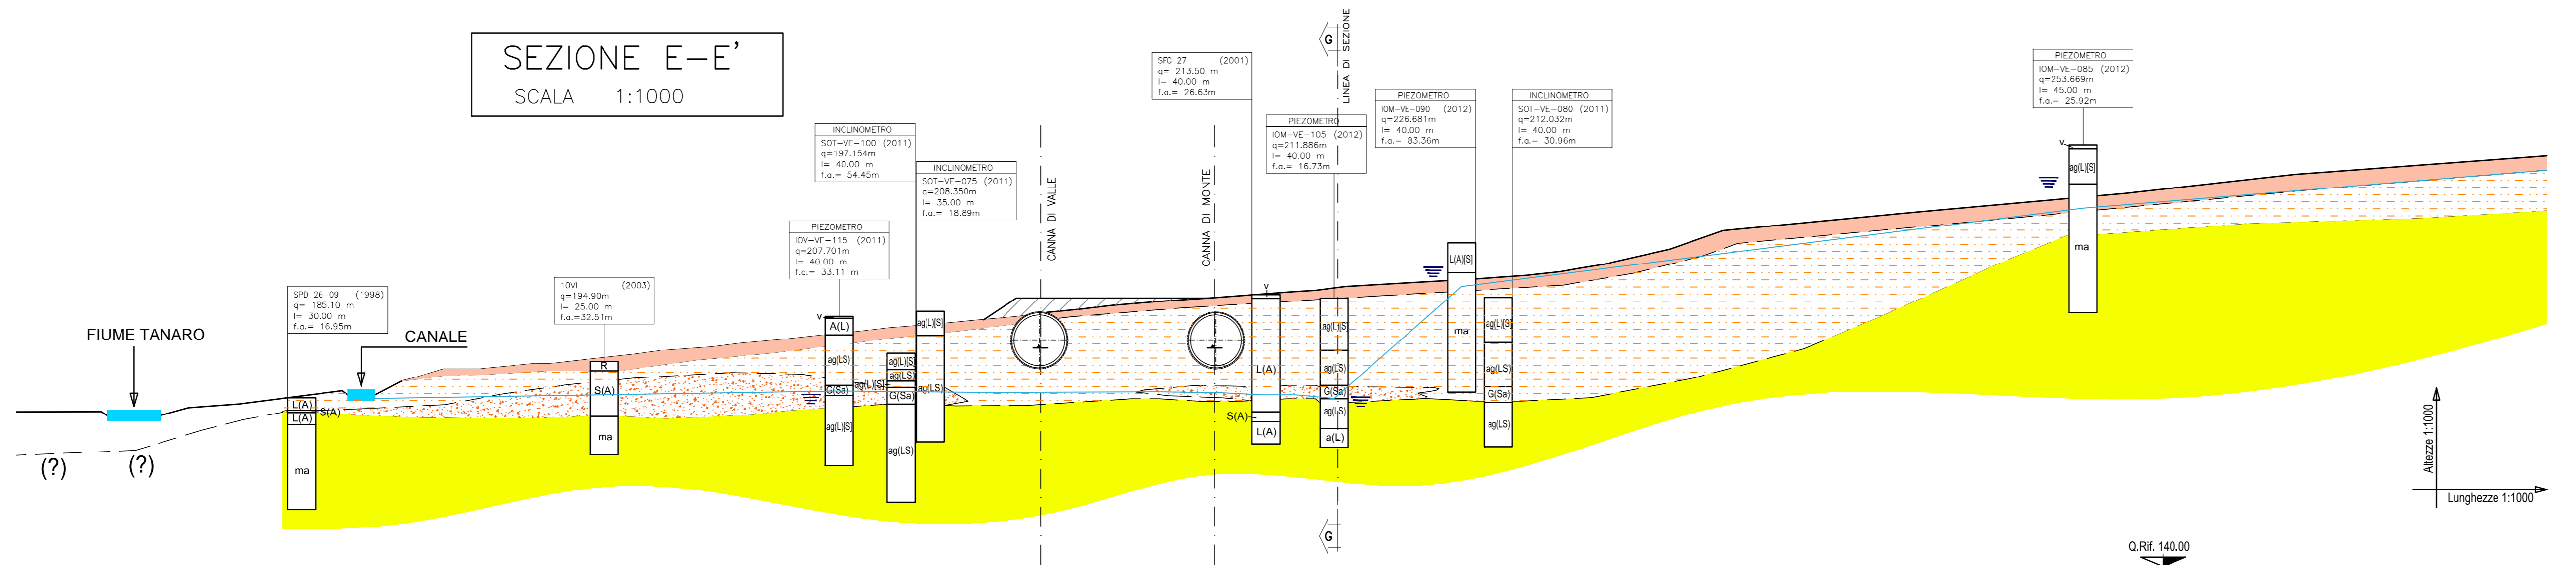 SEZIONE E–E'
SCALA 1:1000
FIUME TANARO
CANALE
(?)
(?)
SPD 26–09 (1998)
q= 185.10 m
l= 30.00 m
f.a.= 16.95m
L(A)
S(A)
L(A)
ma
10VI (2003)
q=194.90m
l= 25.00 m
f.a.=32.51m
R
S(A)
ma
PIEZOMETRO
IOV–VE–115 (2011)
q=207.701m
l= 40.00 m
f.a.= 33.11m
v
A(L)
ag(LS)
G(Sa)
ag(L)[S]
INCLINOMETRO
SOT–VE–100 (2011)
q=197.154m
l= 40.00 m
f.a.= 54.45m
ag(L)[S]
ag(LS)
ag(L)[S]
G(Sa)
ag(LS)
INCLINOMETRO
SOT–VE–075 (2011)
q=208.350m
l= 35.00 m
f.a.= 18.89m
ag(L)[S]
ag(LS)
CANNA DI VALLE
CANNA DI MONTE
SFG 27 (2001)
q= 213.50 m
l= 40.00 m
f.a.= 26.63m
v
L(A)
S(A)
L(A)
G
LINEA DI SEZIONE
G
PIEZOMETRO
IOM–VE–105 (2012)
q=211.886m
l= 40.00 m
f.a.= 16.73m
ag(L)[S]
ag(LS)
G(Sa)
ag(LS)
a(L)
PIEZOMETRO
IOM–VE–090 (2012)
q=226.681m
l= 40.00 m
f.a.= 83.36m
L(A)[S]
ma
INCLINOMETRO
SOT–VE–080 (2011)
q=212.032m
l= 40.00 m
f.a.= 30.96m
ag(L)[S]
ag(LS)
G(Sa)
ag(LS)
PIEZOMETRO
IOM–VE–085 (2012)
q=253.669m
l= 45.00 m
f.a.= 25.92m
v
ag(L)[S]
ma
Altezze 1:1000
Lunghezze 1:1000
Q.Rif. 140.00